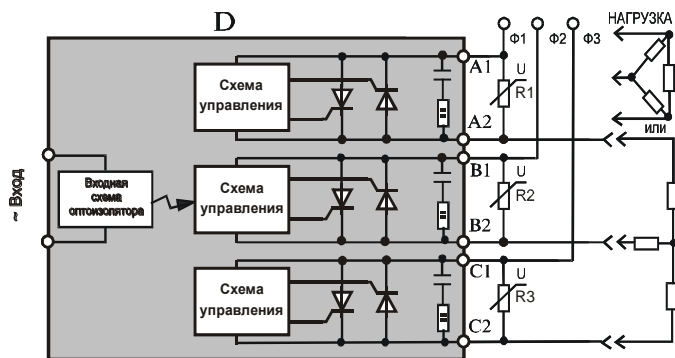 D
Ф1 Ф2 Ф3
НАГРУЗКА
ИЛИ
A1
Схема
управления
U
R1
A2
B1
~ Вход
Входная
схема
оптоизолятора
Схема
управления
U
R2
B2
C1
Схема
управления
U
R3
C2